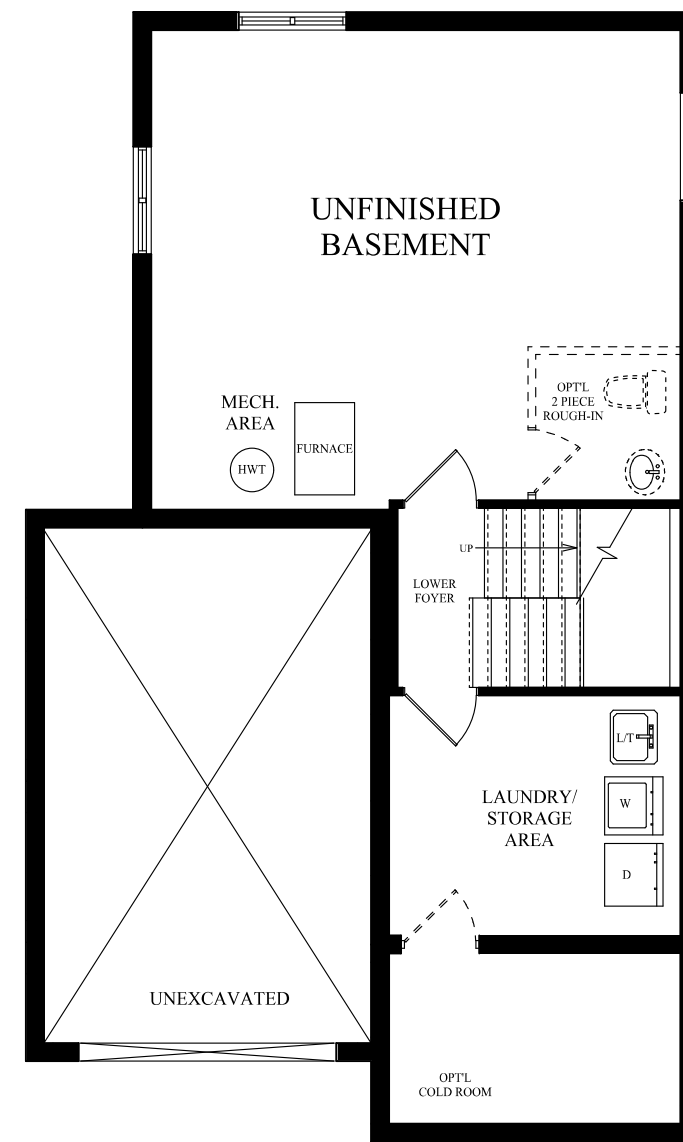 UNFINISHED
BASEMENT
MECH.
AREA
FURNACE
HWT
OPT'L
2 PIECE
ROUGH-IN
UP
LOWER
FOYER
L/T
LAUNDRY/
STORAGE
AREA
W
D
UNEXCAVATED
OPT'L
COLD ROOM